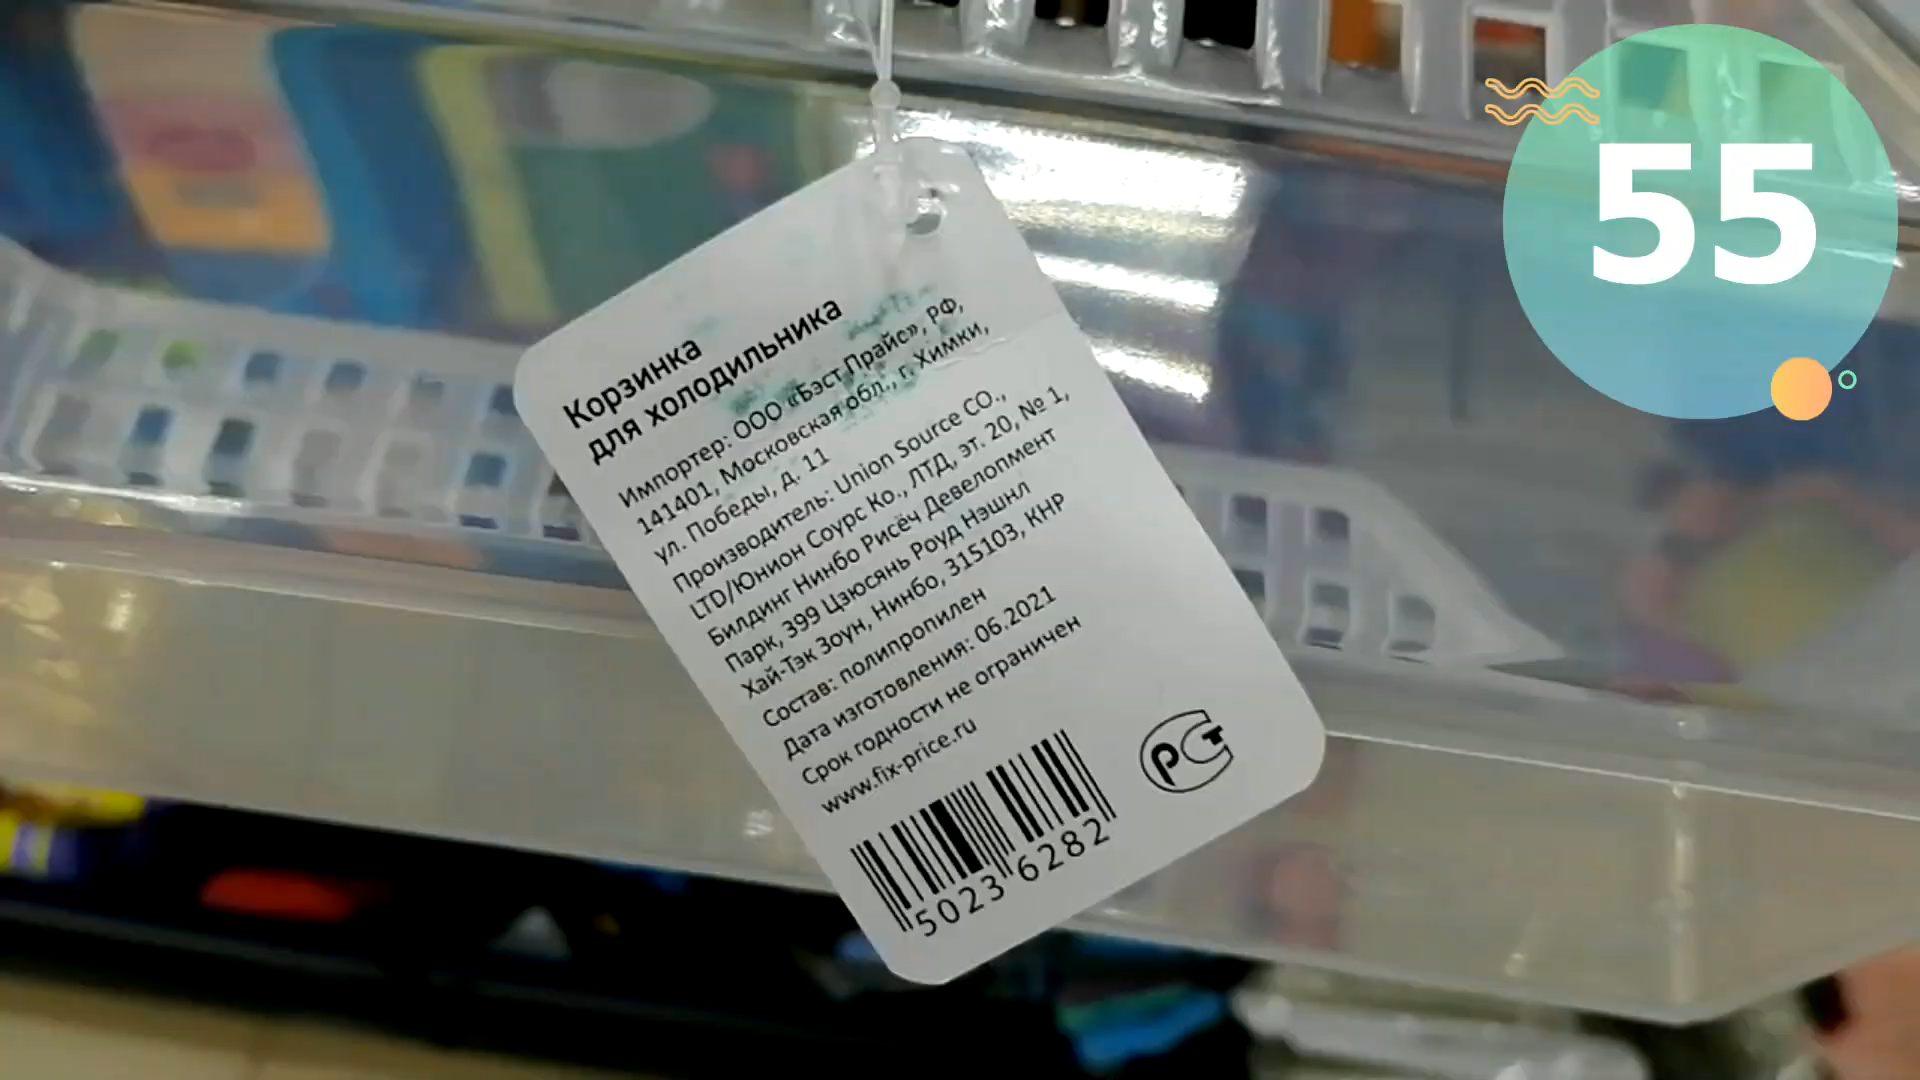 55
Корзинка
для холодильника
Импортер: ООО «Бэст Прайс», РФ,
141401, Московская обл., г. Химки,
ул. Победы, д. 11
Производитель: Union Source CO.,
LTD/Юнион Соурс Ко., ЛТД, эт. 20, № 1,
Билдинг Нинбо Рисёч Девелопмент
Парк, 399 Цзюсянь Роуд Нэшнл
Хай-Тэк Зоун, Нинбо, 315103, КНР
Состав: полипропилен
Дата изготовления: 06.2021
Срок годности не ограничен
www.fix-price.ru
5023 6282
РСТ